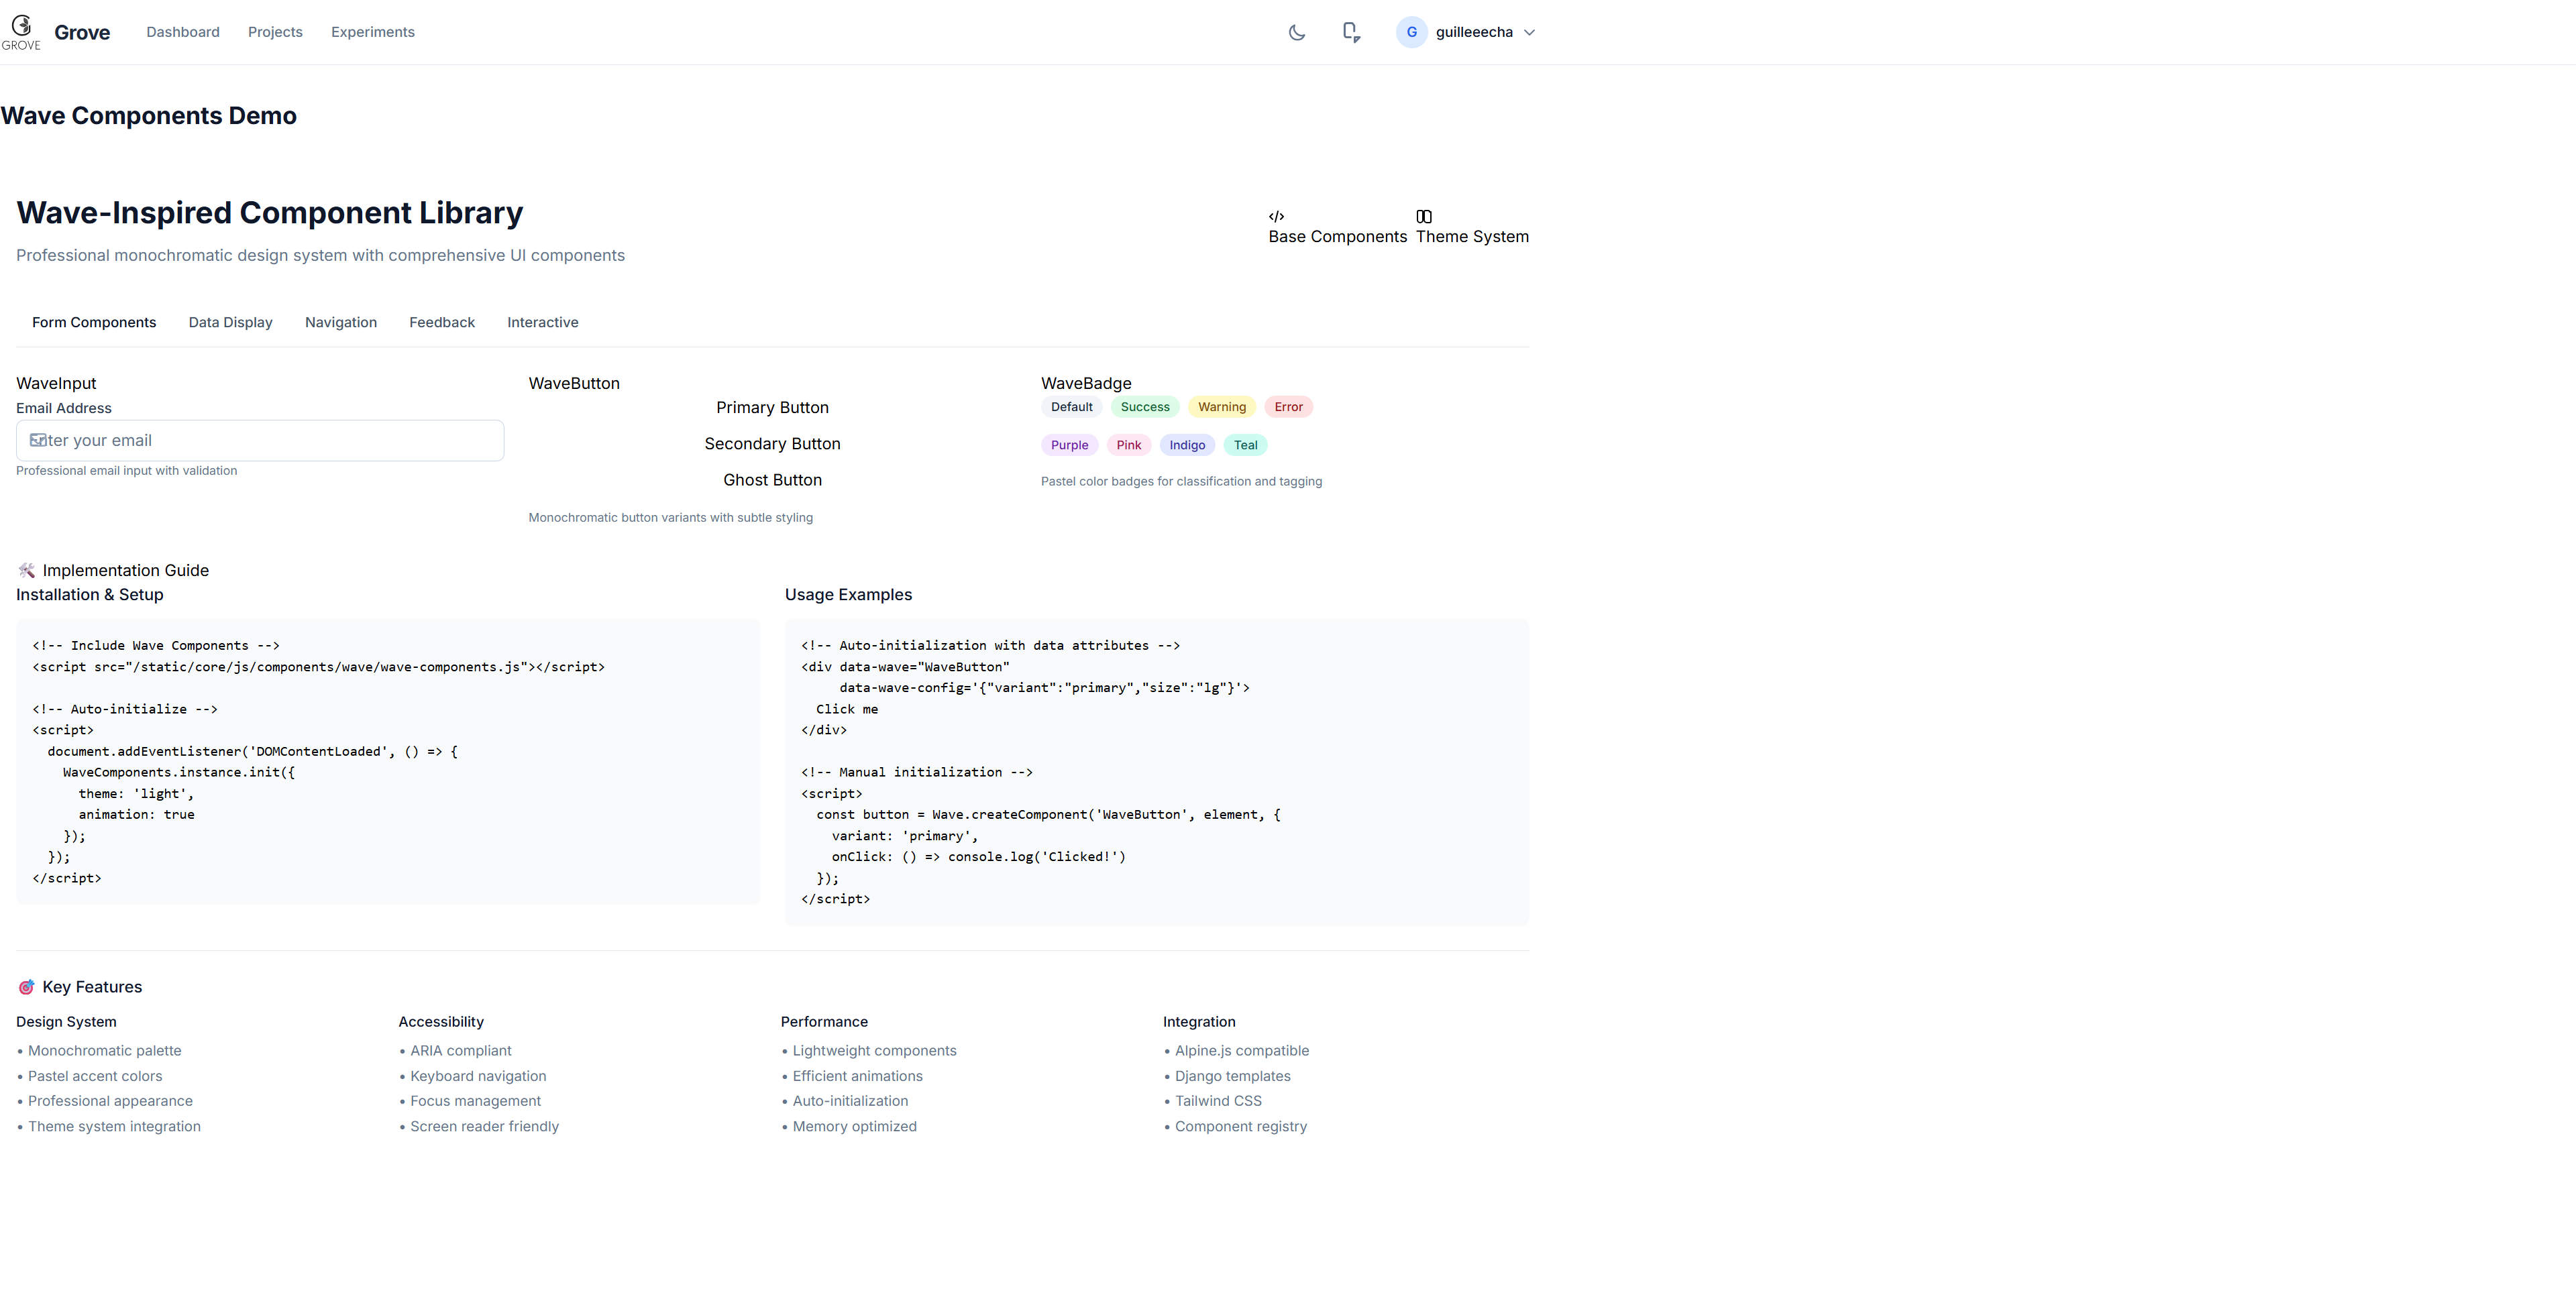 GROVE
Grove
Dashboard
Projects
Experiments
G
guilleeecha
Wave Components Demo
Wave-Inspired Component Library
Professional monochromatic design system with comprehensive UI components
Base Components
Theme System
Form Components
Data Display
Navigation
Feedback
Interactive
WaveInput
Email Address
ter your email
Professional email input with validation
WaveButton
Primary Button
Secondary Button
Ghost Button
Monochromatic button variants with subtle styling
WaveBadge
Default
Success
Warning
Error
Purple
Pink
Indigo
Teal
Pastel color badges for classification and tagging
🛠️ Implementation Guide
Installation & Setup
<!-- Include Wave Components -->
<script src="/static/core/js/components/wave/wave-components.js"></script>
<!-- Auto-initialize -->
<script>
document.addEventListener('DOMContentLoaded', () => {
WaveComponents.instance.init({
theme: 'light',
animation: true
});
});
</script>
Usage Examples
<!-- Auto-initialization with data attributes -->
<div data-wave="WaveButton"
data-wave-config='{"variant":"primary","size":"lg"}'>
Click me
</div>
<!-- Manual initialization -->
<script>
const button = Wave.createComponent('WaveButton', element, {
variant: 'primary',
onClick: () => console.log('Clicked!')
});
</script>
🎯 Key Features
Design System
• Monochromatic palette
• Pastel accent colors
• Professional appearance
• Theme system integration
Accessibility
• ARIA compliant
• Keyboard navigation
• Focus management
• Screen reader friendly
Performance
• Lightweight components
• Efficient animations
• Auto-initialization
• Memory optimized
Integration
• Alpine.js compatible
• Django templates
• Tailwind CSS
• Component registry